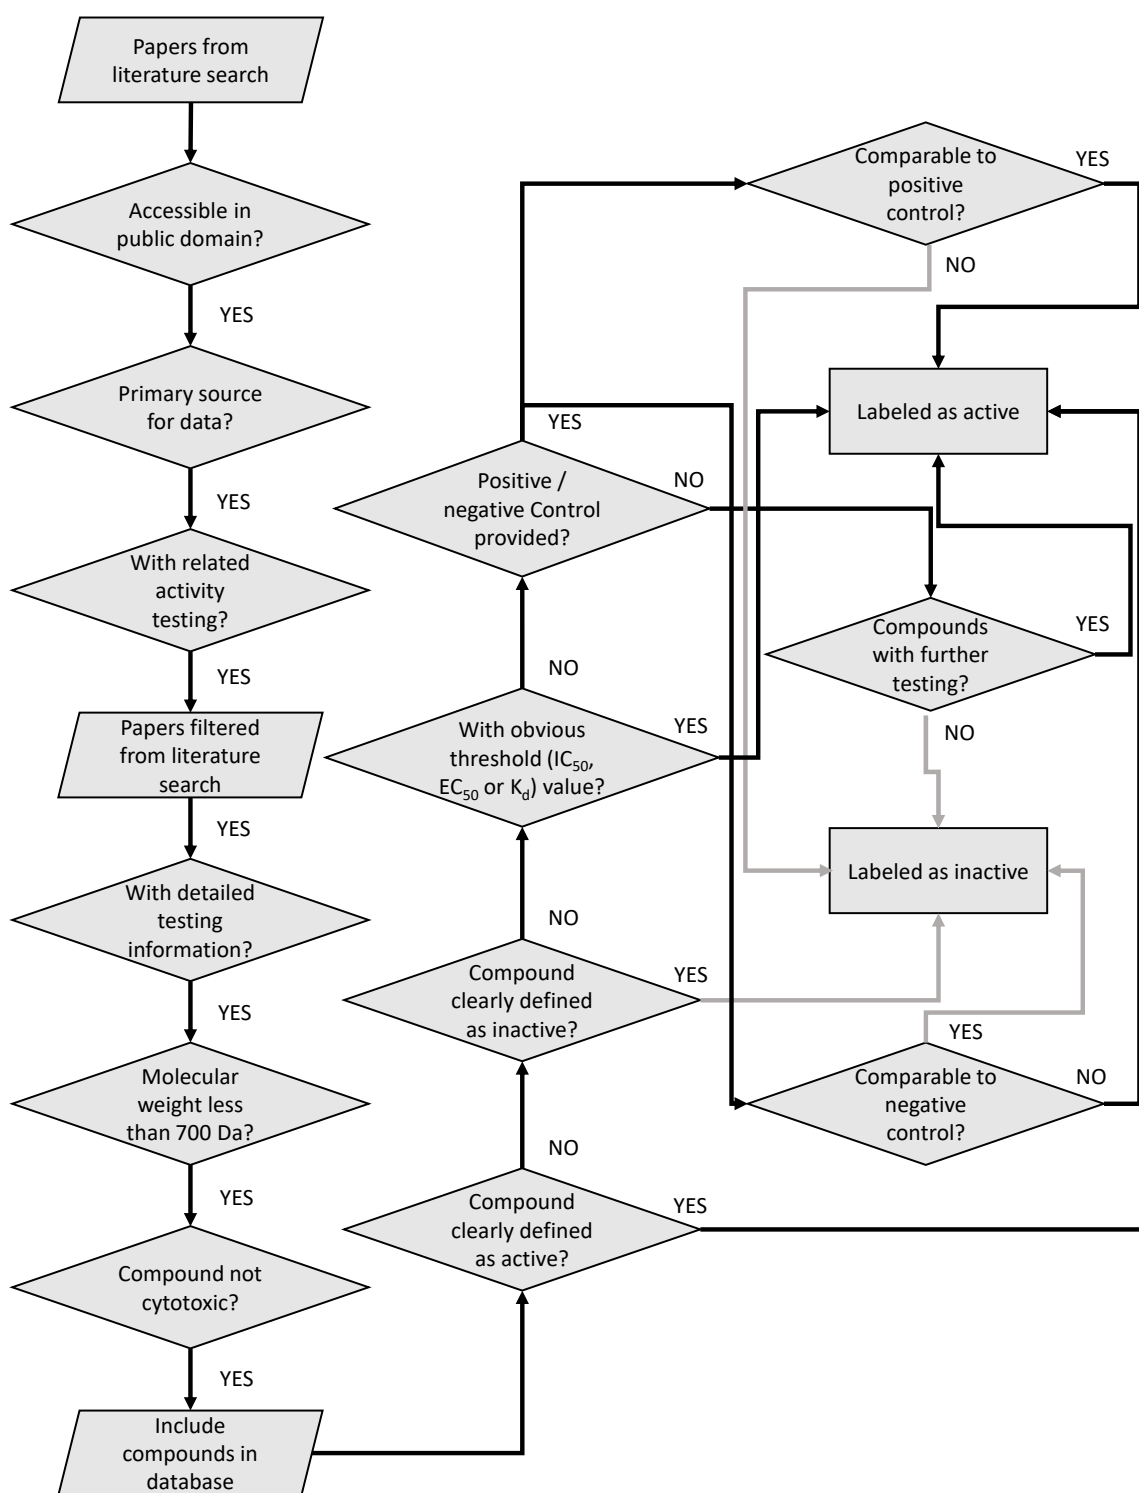 Papers from
literature search
Accessible in
public domain?
YES
Primary source
for data?
YES
With related
activity
testing?
YES
Papers filtered
from literature
search
YES
With detailed
testing
information?
YES
Molecular
weight less
than 700 Da?
YES
Compound not
cytotoxic?
YES
Include
compounds in
database
Compound
clearly defined
as active?
YES
NO
Compound
clearly defined
as inactive?
YES
NO
With obvious
threshold (IC50,
EC50 or Kd) value?
YES
NO
Positive /
negative Control
provided?
YES
NO
Comparable to
positive
control?
YES
NO
Labeled as active
Compounds
with further
testing?
YES
NO
Labeled as inactive
YES
Comparable to
negative
control?
NO